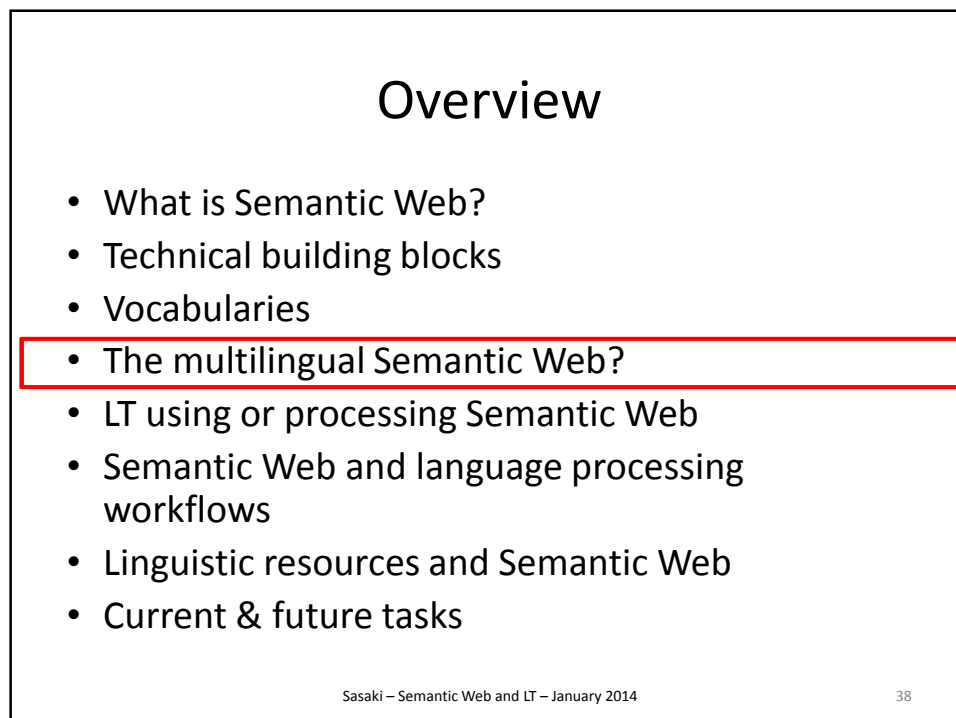 Overview
• What is Semantic Web?
• Technical building blocks
• Vocabularies
• The multilingual Semantic Web?
• LT using or processing Semantic Web
• Semantic Web and language processing
workflows
• Linguistic resources and Semantic Web
• Current & future tasks
Sasaki – Semantic Web and LT – January 2014
38